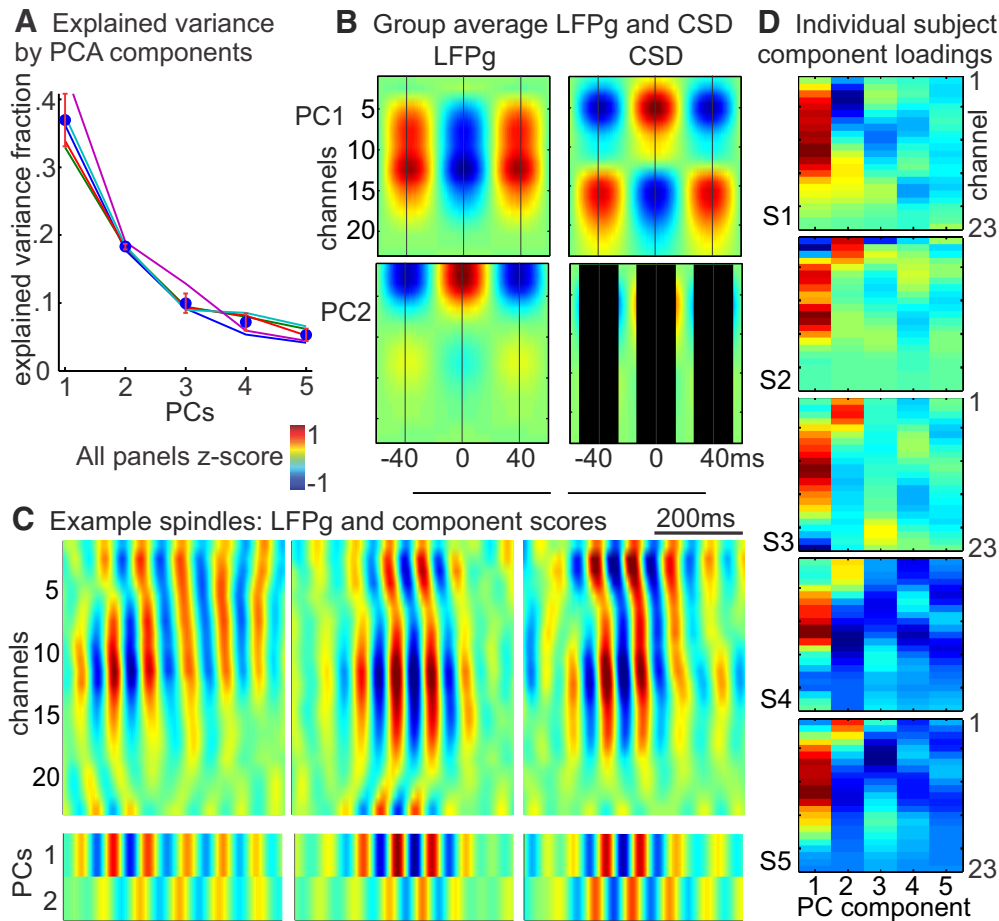 A Explained variance
by PCA components
explained variance fraction
.4
.3
.2
0.1
0
1 2 3 4 5
PCs
All panels z-score
1
-1
B Group average LFPg and CSD
LFPg CSD
PC1
PC2
channels
5
10
15
20
-40 0 40
-40 0 40ms
C Example spindles: LFPg and component scores
200ms
channels
5
10
15
20
PCs
1
2
D Individual subject
component loadings
channel
1
S1 23
S2
1
S3 23
S4
1
S5 23
1 2 3 4 5
PC component